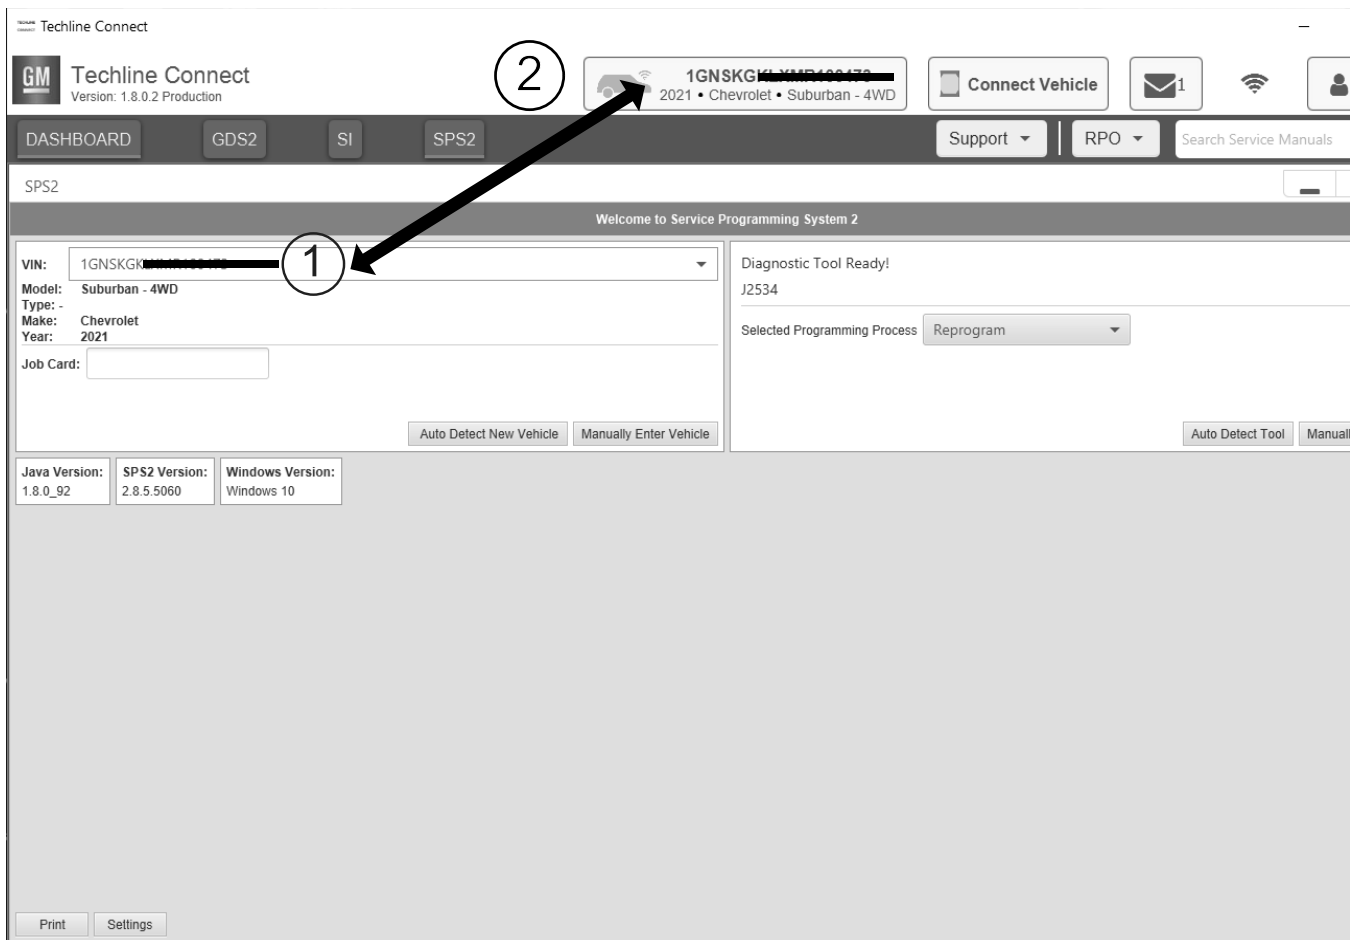 Techline Connect
GM
Techline Connect
Version: 1.8.0.2 Production
2
1GNSKG
2021 • Chevrolet • Suburban - 4WD
Connect Vehicle
1
DASHBOARD
GDS2
SI
SPS2
Support
RPO
Search Service Manuals
SPS2
Welcome to Service Programming System 2
VIN:
1GNSKGK
1
Model: Suburban - 4WD
Type: -
Make: Chevrolet
Year: 2021
Job Card:
Auto Detect New Vehicle
Manually Enter Vehicle
Diagnostic Tool Ready!
J2534
Selected Programming Process
Reprogram
Auto Detect Tool
Manuall
Java Version:
1.8.0_92
SPS2 Version:
2.8.5.5060
Windows Version:
Windows 10
Print
Settings